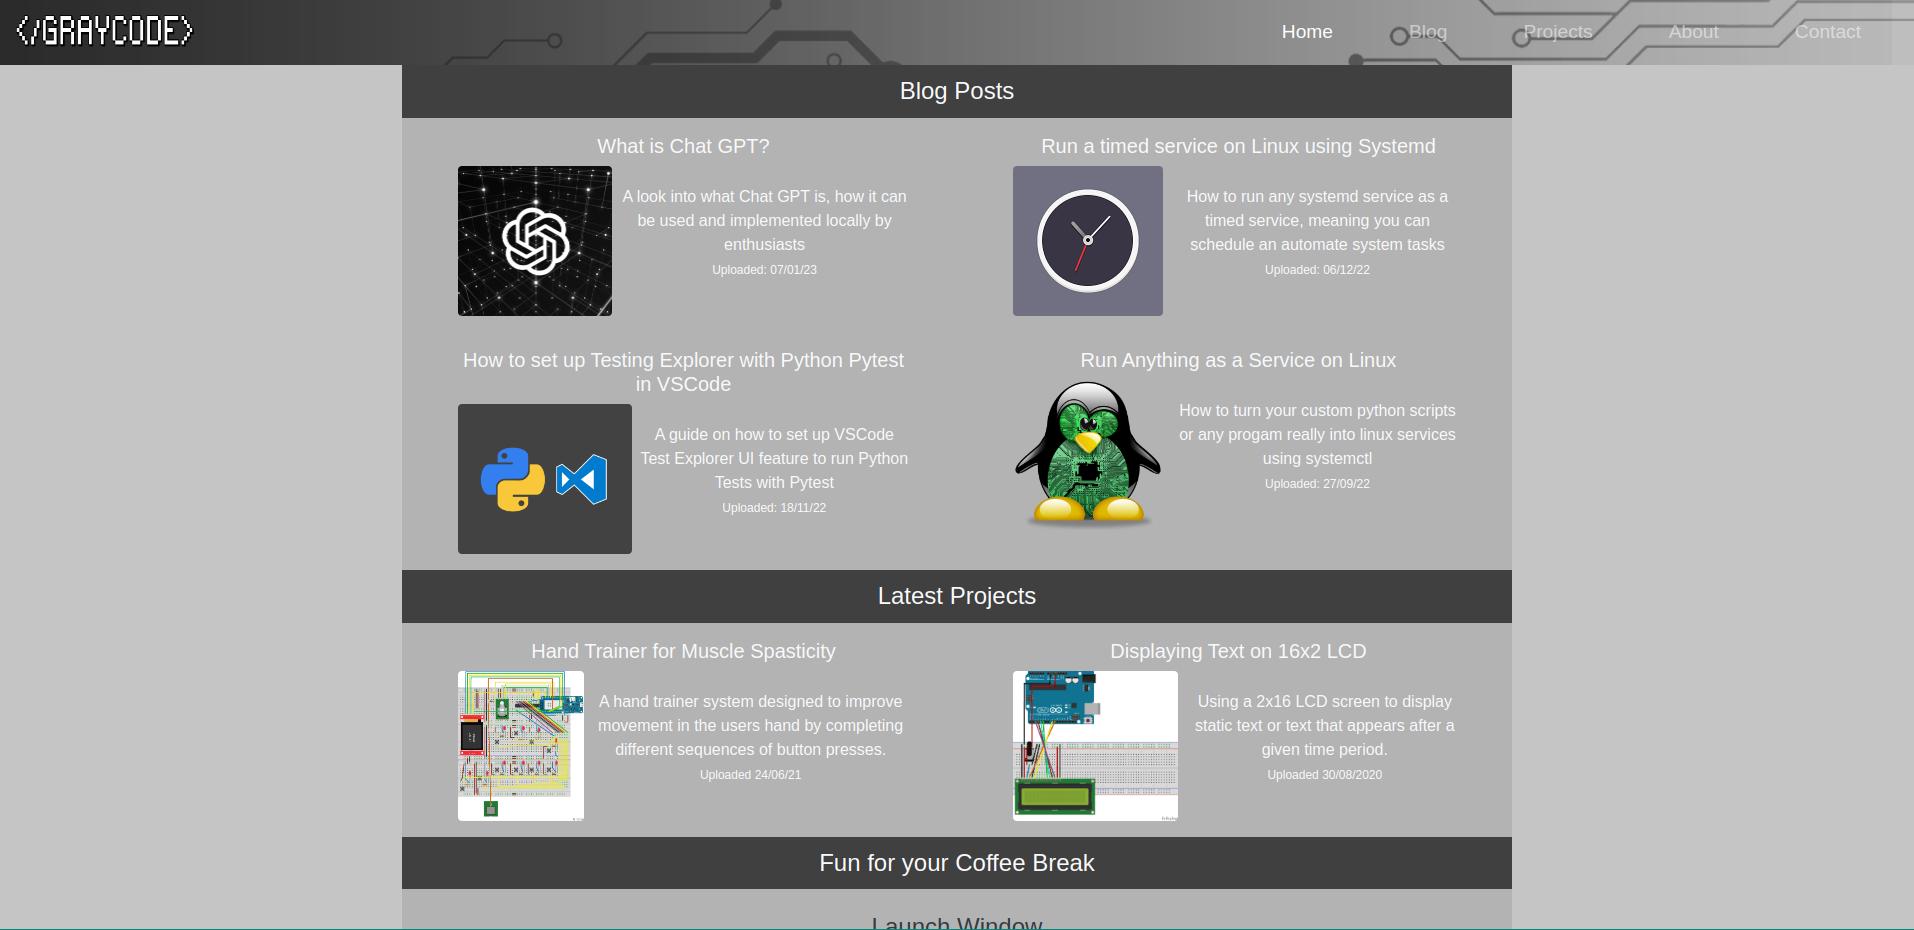 </GRAYCODE>
Home Blog Projects About Contact
Blog Posts
What is Chat GPT?
A look into what Chat GPT is, how it can
be used and implemented locally by
enthusiasts
Uploaded: 07/01/23
Run a timed service on Linux using Systemd
How to run any systemd service as a
timed service, meaning you can
schedule an automate system tasks
Uploaded: 06/12/22
How to set up Testing Explorer with Python Pytest
in VSCode
A guide on how to set up VSCode
Test Explorer UI feature to run Python
Tests with Pytest
Uploaded: 18/11/22
Run Anything as a Service on Linux
How to turn your custom python scripts
or any progam really into linux services
using systemctl
Uploaded: 27/09/22
Latest Projects
Hand Trainer for Muscle Spasticity
A hand trainer system designed to improve
movement in the users hand by completing
different sequences of button presses.
Uploaded 24/06/21
Displaying Text on 16x2 LCD
Using a 2x16 LCD screen to display
static text or text that appears after a
given time period.
Uploaded 30/08/2020
Fun for your Coffee Break
Launch Window